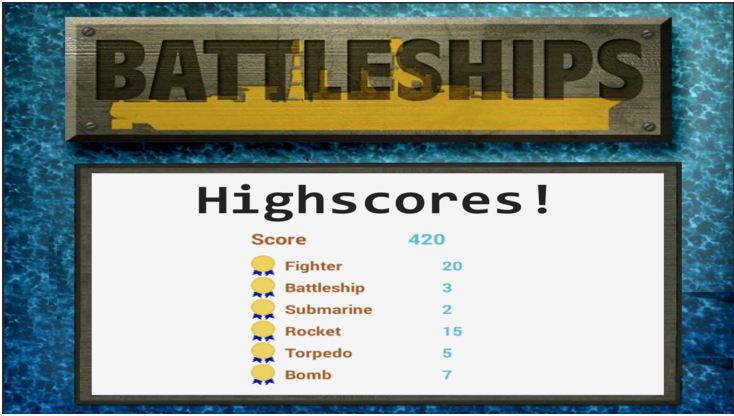 BATTLESHIPS
Highscores!
Score 420
Fighter 20
Battleship 3
Submarine 2
Rocket 15
Torpedo 5
Bomb 7